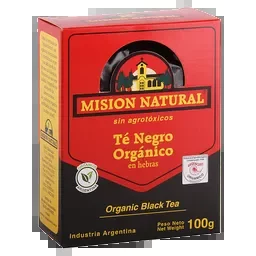 MISION NATURAL
sin agrotóxicos
Té Negro
Orgánico
en hebras
Organic Black Tea
Industria Argentina
Peso Neto
Net Weight
100g